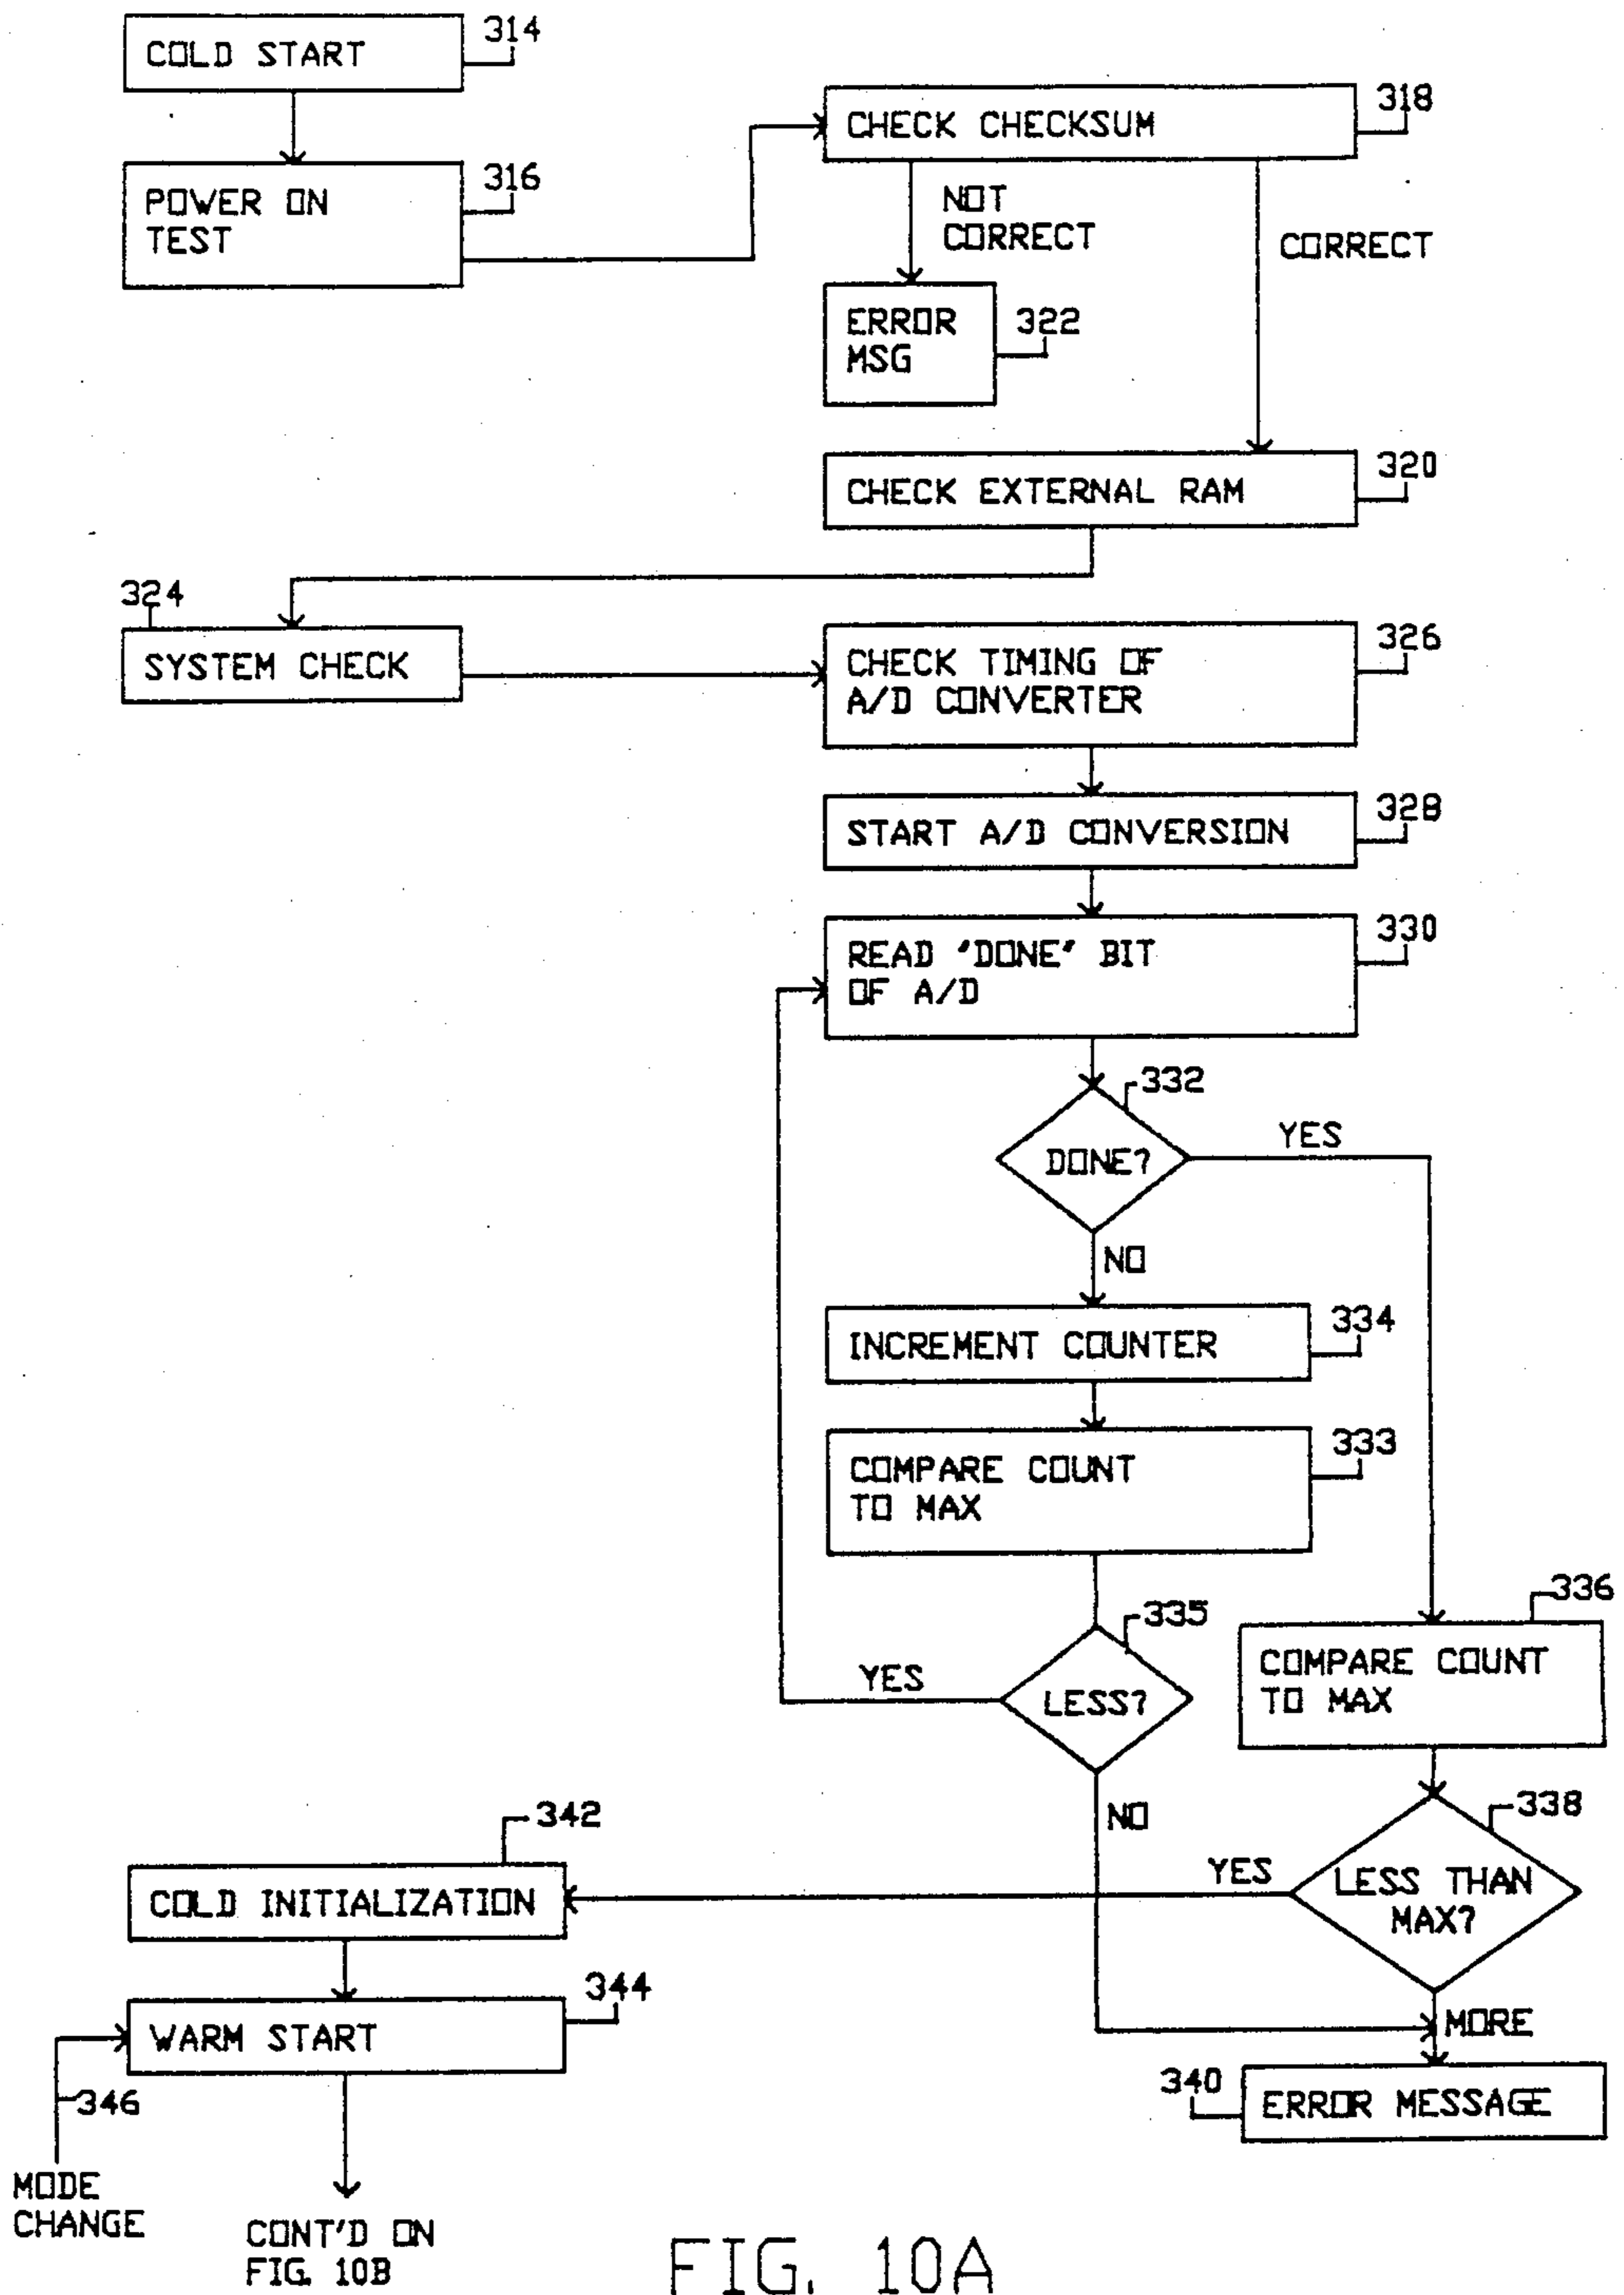 COLD START
314
POWER ON
TEST
316
CHECK CHECKSUM
318
NOT
CORRECT
CORRECT
ERROR
MSG
322
CHECK EXTERNAL RAM
320
324
SYSTEM CHECK
CHECK TIMING OF
A/D CONVERTER
326
START A/D CONVERSION
328
READ "DONE" BIT
OF A/D
330
332
DONE?
YES
NO
INCREMENT COUNTER
334
COMPARE COUNT
TO MAX
333
335
LESS?
YES
NO
336
COMPARE COUNT
TO MAX
338
LESS THAN
MAX?
YES
MORE
340
ERROR MESSAGE
342
COLD INITIALIZATION
344
WARM START
346
MODE
CHANGE
CONT'D ON
FIG. 10B
FIG. 10A